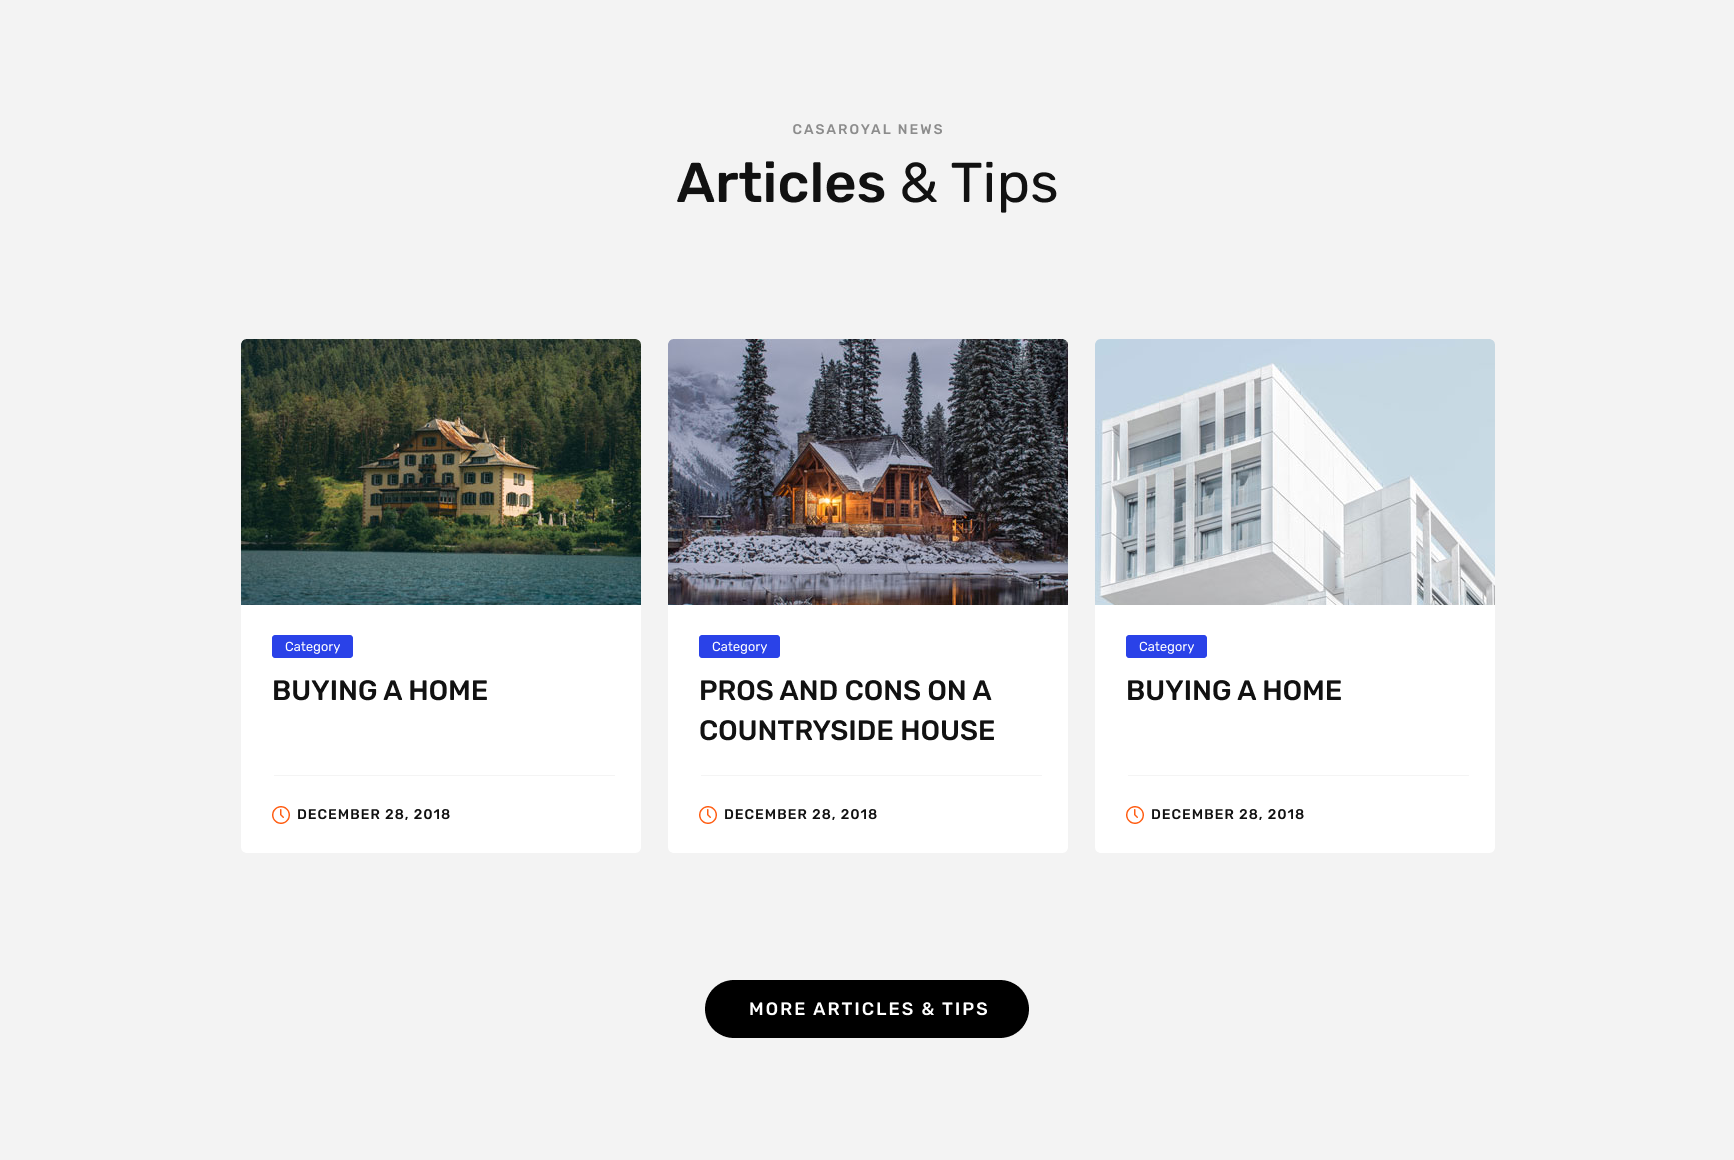 CASAROYAL NEWS
Articles & Tips
Category
BUYING A HOME
DECEMBER 28, 2018
Category
PROS AND CONS ON A
COUNTRYSIDE HOUSE
DECEMBER 28, 2018
Category
BUYING A HOME
DECEMBER 28, 2018
MORE ARTICLES & TIPS